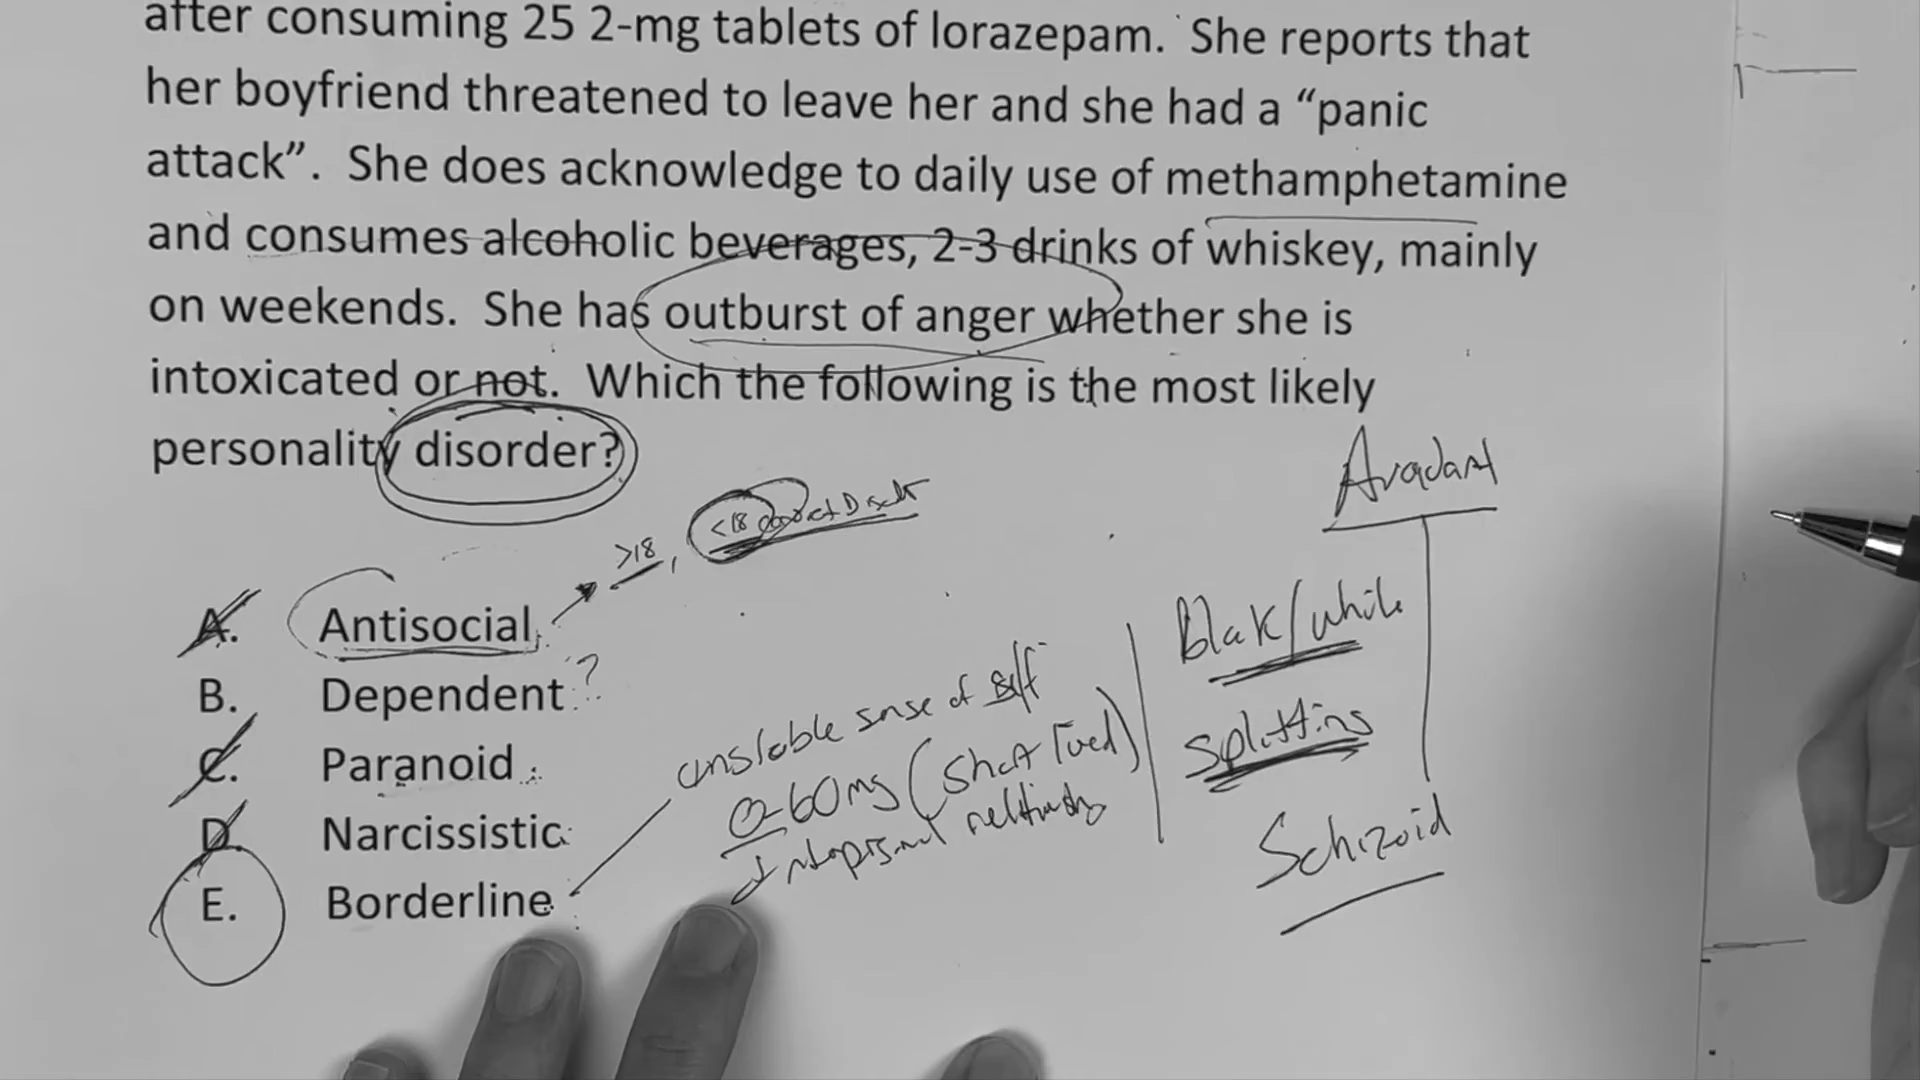 after consuming 25 2-mg tablets of lorazepam. She reports that
her boyfriend threatened to leave her and she had a “panic
attack”. She does acknowledge to daily use of methamphetamine
and consumes alcoholic beverages, 2-3 drinks of whiskey, mainly
on weekends. She has outburst of anger whether she is
intoxicated or not. Which the following is the most likely
personality disorder?
>18, <18
A. Antisocial
B. Dependent ?
C. Paranoid
D. Narcissistic
E. Borderline
unstable sense of self
0-60
relationship
Blak/while
splitting
Schizoid